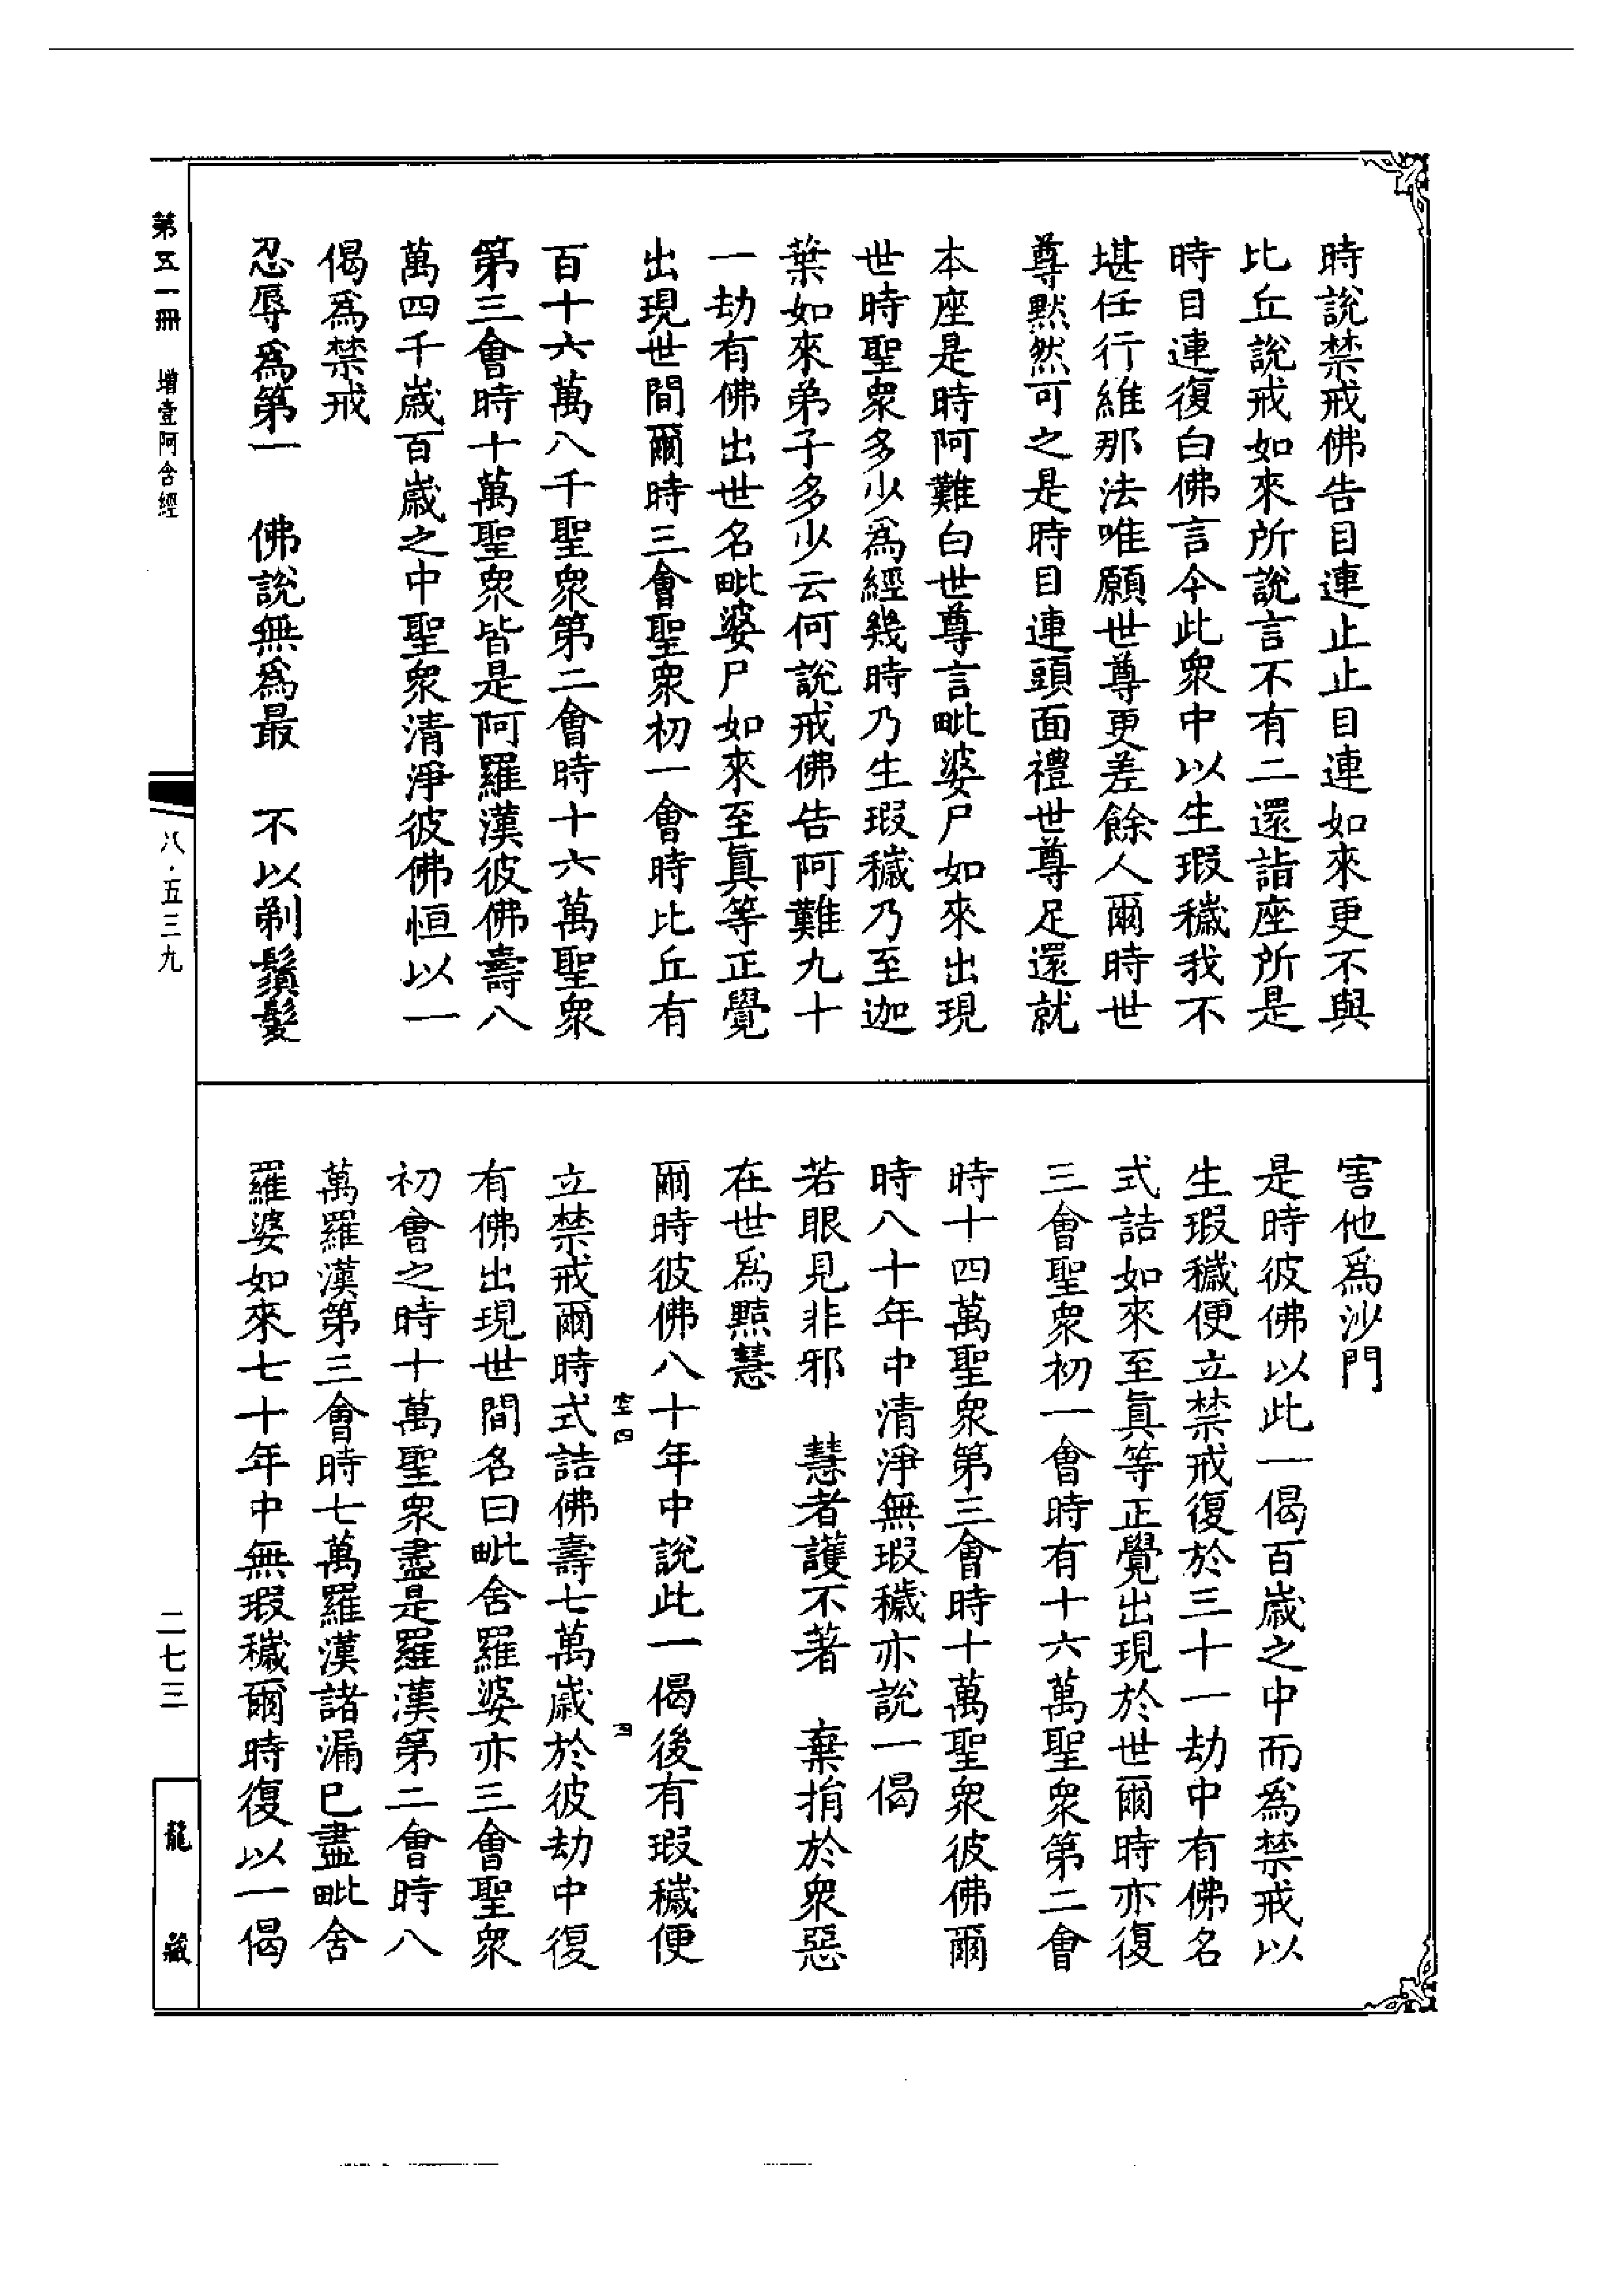 時說禁戒佛告目連止止目連如來更不與
比丘說戒如來所說言不有二還詣座所是
時目連復白佛言今此衆中以生瑕穢我不
堪任行維那法唯願世尊更差餘人爾時世
尊默然可之是時目連頭面禮世尊足還就
本座是時阿難白世尊言毗婆尸如來出現
世時聖衆多少爲經幾時乃生瑕穢乃至迦
葉如來弟子多少云何說戒佛告阿難九十
一劫有佛出世名毗婆尸如來至眞等正覺
出現世間爾時三會聖衆初一會時比丘有
百十六萬八千聖衆第二會時十六萬聖衆
第三會時十萬聖衆皆是阿羅漢彼佛壽八
萬四千歲百歲之中聖衆清淨彼佛恒以一
偈爲禁戒
忍辱爲第一　佛說無爲最　不以剃鬚髮
害他爲沙門
是時彼佛以此一偈百歲之中而爲禁戒以
生瑕穢便立禁戒復於三十一劫中有佛名
式詰如來至眞等正覺出現於世爾時亦復
三會聖衆初一會時有十六萬聖衆第二會
時十四萬聖衆第三會時十萬聖衆彼佛爾
時八十年中清淨無瑕穢亦說一偈
若眼見非邪　慧者護不著　棄捐於衆惡
在世爲黠慧
爾時彼佛八十年中說此一偈後有瑕穢便
立禁戒爾時式詰佛壽七萬歲於彼劫中復
有佛出現世間名曰毗舍羅婆亦三會聖衆
初會之時十萬聖衆盡是羅漢第二會時八
萬羅漢第三會時七萬羅漢諸漏已盡毗舍
羅婆如來七十年中無瑕穢爾時復以一偈
第五一冊　增壹阿含經
八·五三九
二七三
龍藏